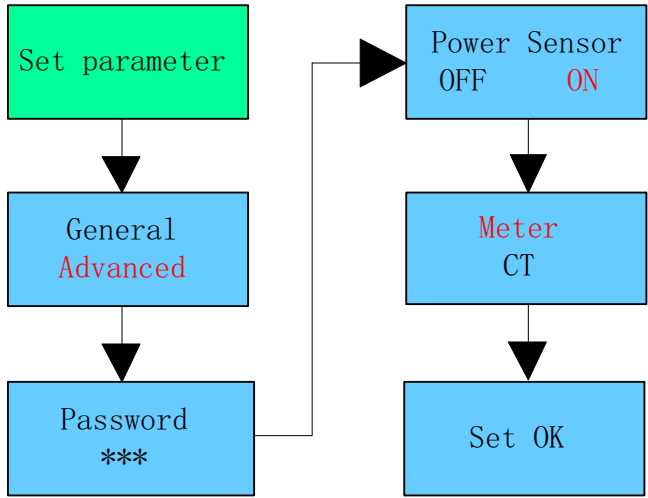 Set parameter
General
Advanced
Password
***
Power Sensor
OFF ON
Meter
CT
Set OK